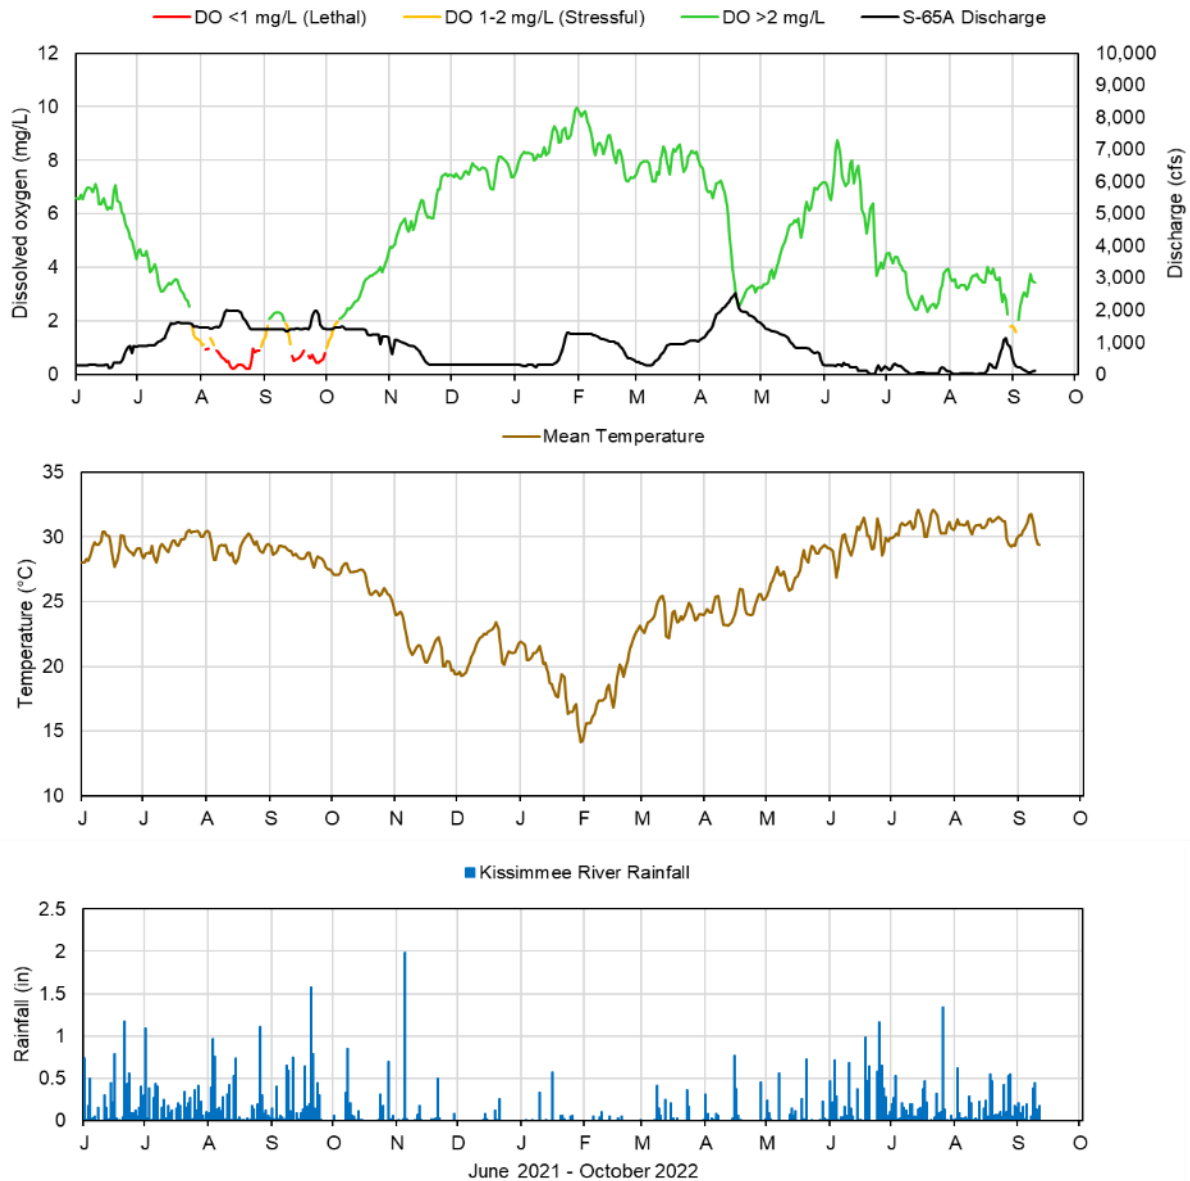 DO <1 mg/L (Lethal) DO 1-2 mg/L (Stressful) DO >2 mg/L S-65A Discharge
12 10,000
9,000
10 8,000
7,000
8 6,000
6 5,000
4,000
4 3,000
2 2,000
1,000
0 0
Dissolved oxygen (mg/L)
Discharge (cfs)
J J A S O N D J F M A M J J A S O
Mean Temperature
35
30
25
20
15
10
Temperature (°C)
J J A S O N D J F M A M J J A S O
Kissimmee River Rainfall
2.5
2
1.5
1
0.5
0
Rainfall (in)
J J A S O N D J F M A M J J A S O
June 2021 - October 2022